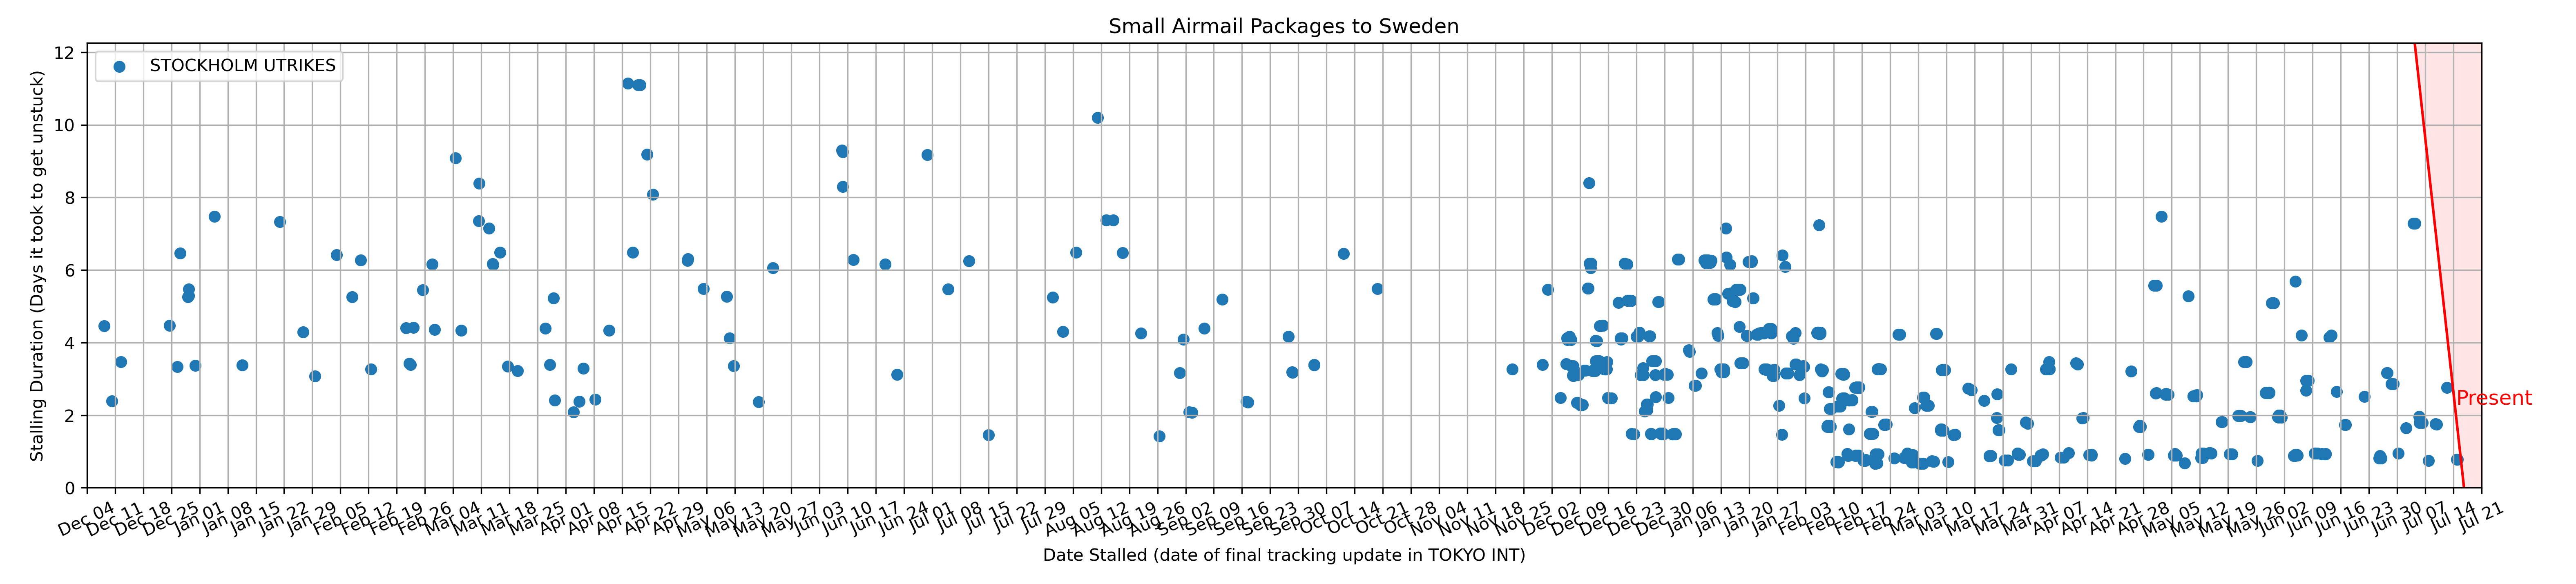 Small Airmail Packages to Sweden
STOCKHOLM UTRIKES
Stalling Duration (Days it took to get unstuck)
12
10
8
6
4
2
0
Present
Dec 04 Dec 11 Dec 18 Dec 25 Jan 01 Jan 08 Jan 15 Jan 22 Jan 29 Feb 05 Feb 12 Feb 19 Feb 26 Mar 04 Mar 11 Mar 18 Mar 25 Apr 01 Apr 08 Apr 15 Apr 22 Apr 29 May 06 May 13 May 20 May 27 Jun 03 Jun 10 Jun 17 Jun 24 Jul 01 Jul 08 Jul 15 Jul 22 Jul 29 Aug 05 Aug 12 Aug 19 Aug 26 Sep 02 Sep 09 Sep 16 Sep 23 Sep 30 Oct 07 Oct 14 Oct 21 Oct 28 Nov 04 Nov 11 Nov 18 Nov 25 Dec 02 Dec 09 Dec 16 Dec 23 Dec 30 Jan 06 Jan 13 Jan 20 Jan 27 Feb 03 Feb 10 Feb 17 Feb 24 Mar 03 Mar 10 Mar 17 Mar 24 Mar 31 Apr 07 Apr 14 Apr 21 Apr 28 May 05 May 12 May 19 May 26 Jun 02 Jun 09 Jun 16 Jun 23 Jun 30 Jul 07 Jul 14 Jul 21
Date Stalled (date of final tracking update in TOKYO INT)